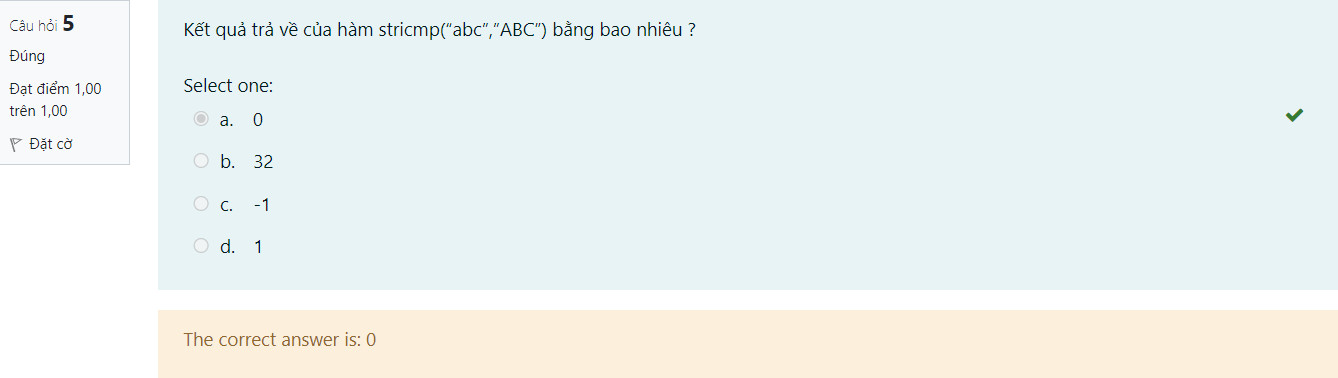 Câu hỏi 5
Đúng
Đạt điểm 1,00
trên 1,00
Đặt cờ
Kết quả trả về của hàm stricmp(“abc”,”ABC”) bằng bao nhiêu ?
Select one:
a. 0
b. 32
c. -1
d. 1
The correct answer is: 0